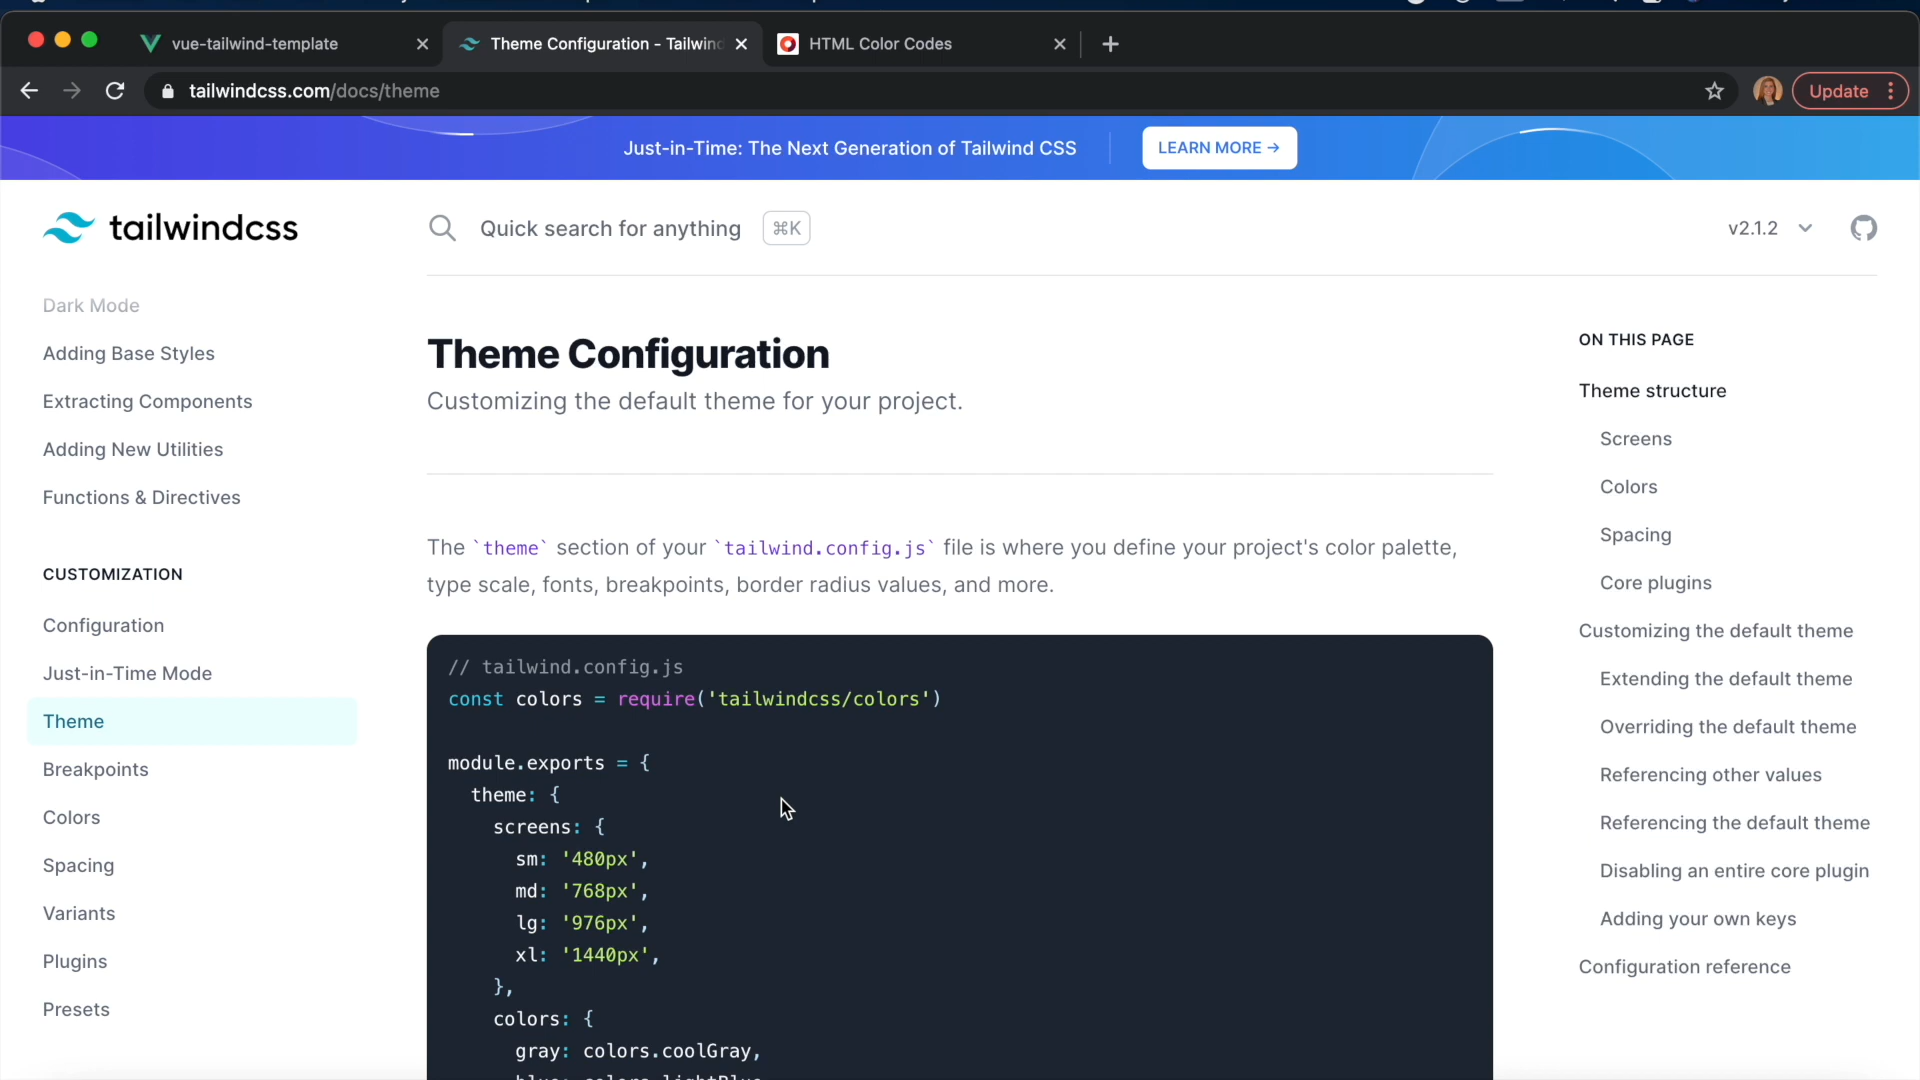 vue-tailwind-template
Theme Configuration - Tailwind
HTML Color Codes
tailwindcss.com/docs/theme
Update
Just-in-Time: The Next Generation of Tailwind CSS
LEARN MORE →
tailwindcss
Quick search for anything
⌘K
v2.1.2
Dark Mode
Adding Base Styles
Extracting Components
Adding New Utilities
Functions & Directives
CUSTOMIZATION
Configuration
Just-in-Time Mode
Theme
Breakpoints
Colors
Spacing
Variants
Plugins
Presets
Theme Configuration
Customizing the default theme for your project.
The `theme` section of your `tailwind.config.js` file is where you define your project's color palette,
type scale, fonts, breakpoints, border radius values, and more.
// tailwind.config.js
const colors = require('tailwindcss/colors')
module.exports = {
theme: {
screens: {
sm: '480px',
md: '768px',
lg: '976px',
xl: '1440px',
},
colors: {
gray: colors.coolGray,
ON THIS PAGE
Theme structure
Screens
Colors
Spacing
Core plugins
Customizing the default theme
Extending the default theme
Overriding the default theme
Referencing other values
Referencing the default theme
Disabling an entire core plugin
Adding your own keys
Configuration reference